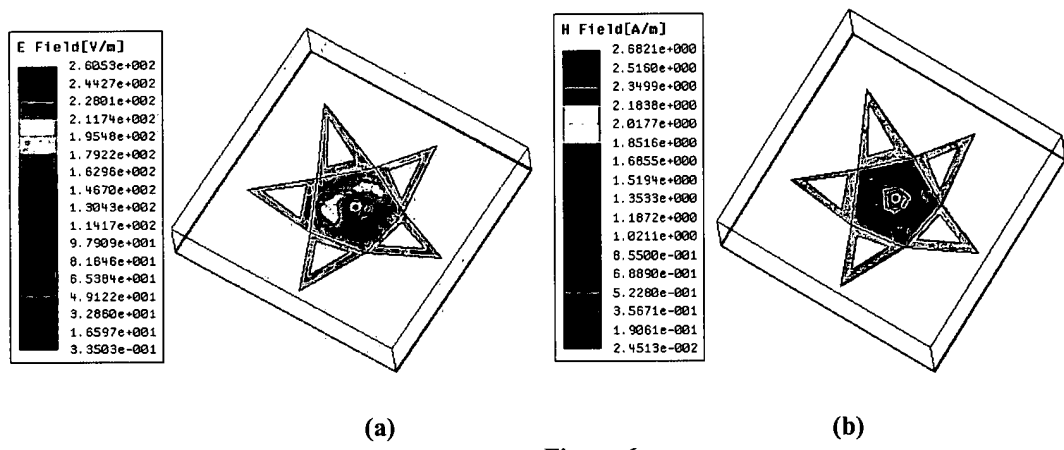 E Field[V/m]
2.6053e+002
2.4427e+002
2.2801e+002
2.1174e+002
1.9548e+002
1.7922e+002
1.6296e+002
1.4670e+002
1.3043e+002
1.1417e+002
9.7909e+001
8.1646e+001
6.5384e+001
4.9122e+001
3.2860e+001
1.6597e+001
3.3503e-001
(a)
H Field[A/m]
2.6821e+000
2.5160e+000
2.3499e+000
2.1838e+000
2.0177e+000
1.8516e+000
1.6855e+000
1.5194e+000
1.3533e+000
1.1872e+000
1.0211e+000
8.5500e-001
6.8890e-001
5.2280e-001
3.5671e-001
1.9061e-001
2.4513e-002
(b)